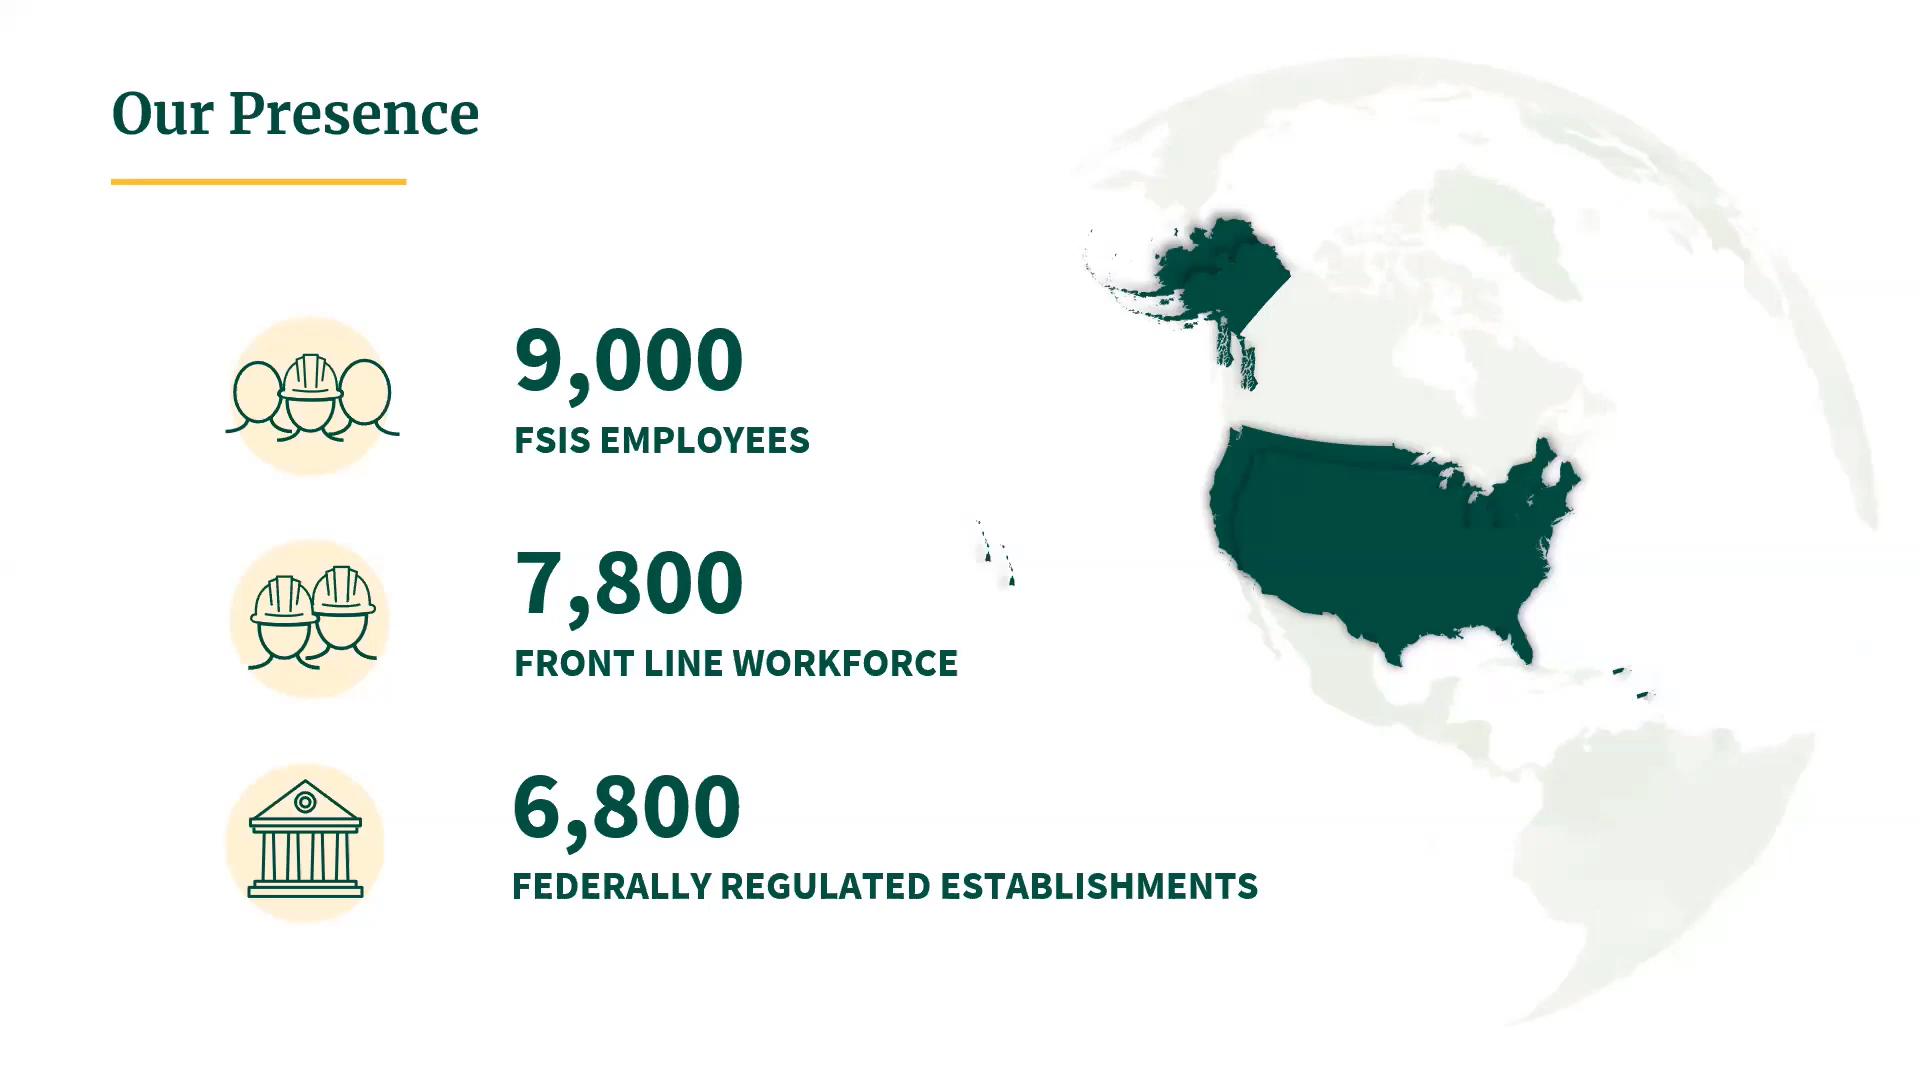 Our Presence
9,000
FSIS EMPLOYEES
7,800
FRONT LINE WORKFORCE
6,800
FEDERALLY REGULATED ESTABLISHMENTS